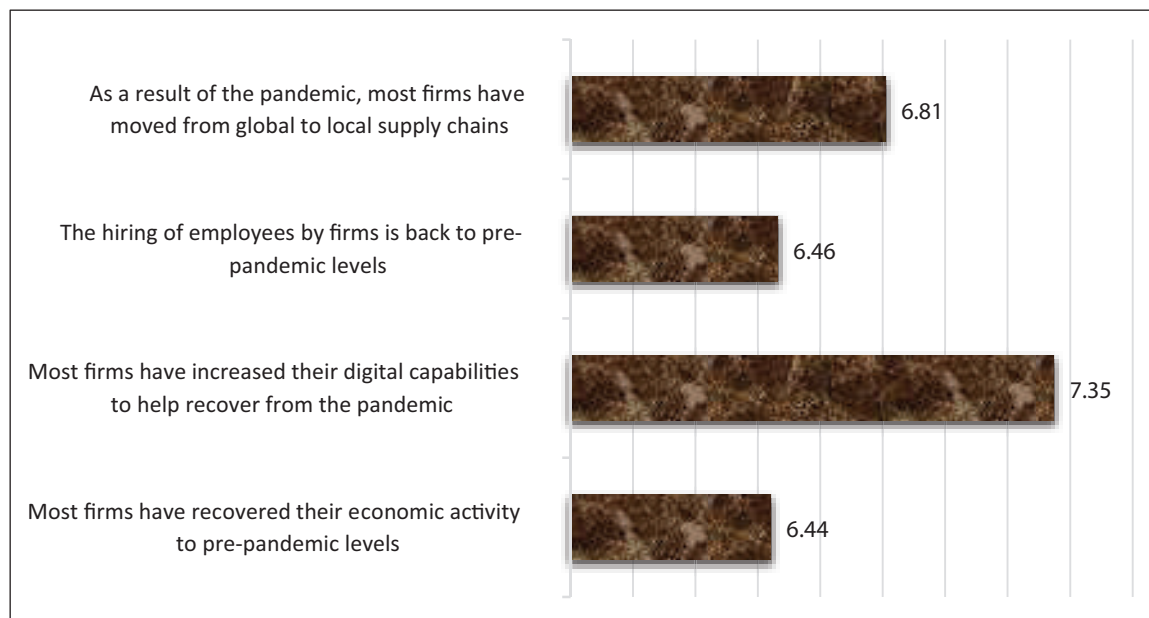 As a result of the pandemic, most firms have
moved from global to local supply chains
6.81
The hiring of employees by firms is back to pre-
pandemic levels
6.46
Most firms have increased their digital capabilities
to help recover from the pandemic
7.35
Most firms have recovered their economic activity
to pre-pandemic levels
6.44